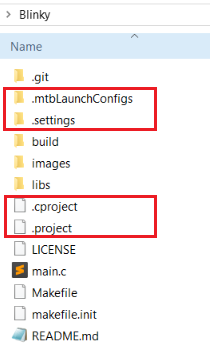 Blinky
Name
.git
.mtbLaunchConfigs
.settings
build
images
libs
.cproject
.project
LICENSE
main.c
Makefile
makefile.init
README.md